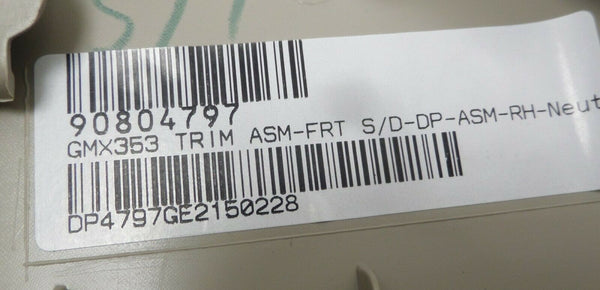 90804797
GMX353 TRIM ASM-FRT S/D-DP-ASM-RH-Neut
DP4797GE2150228